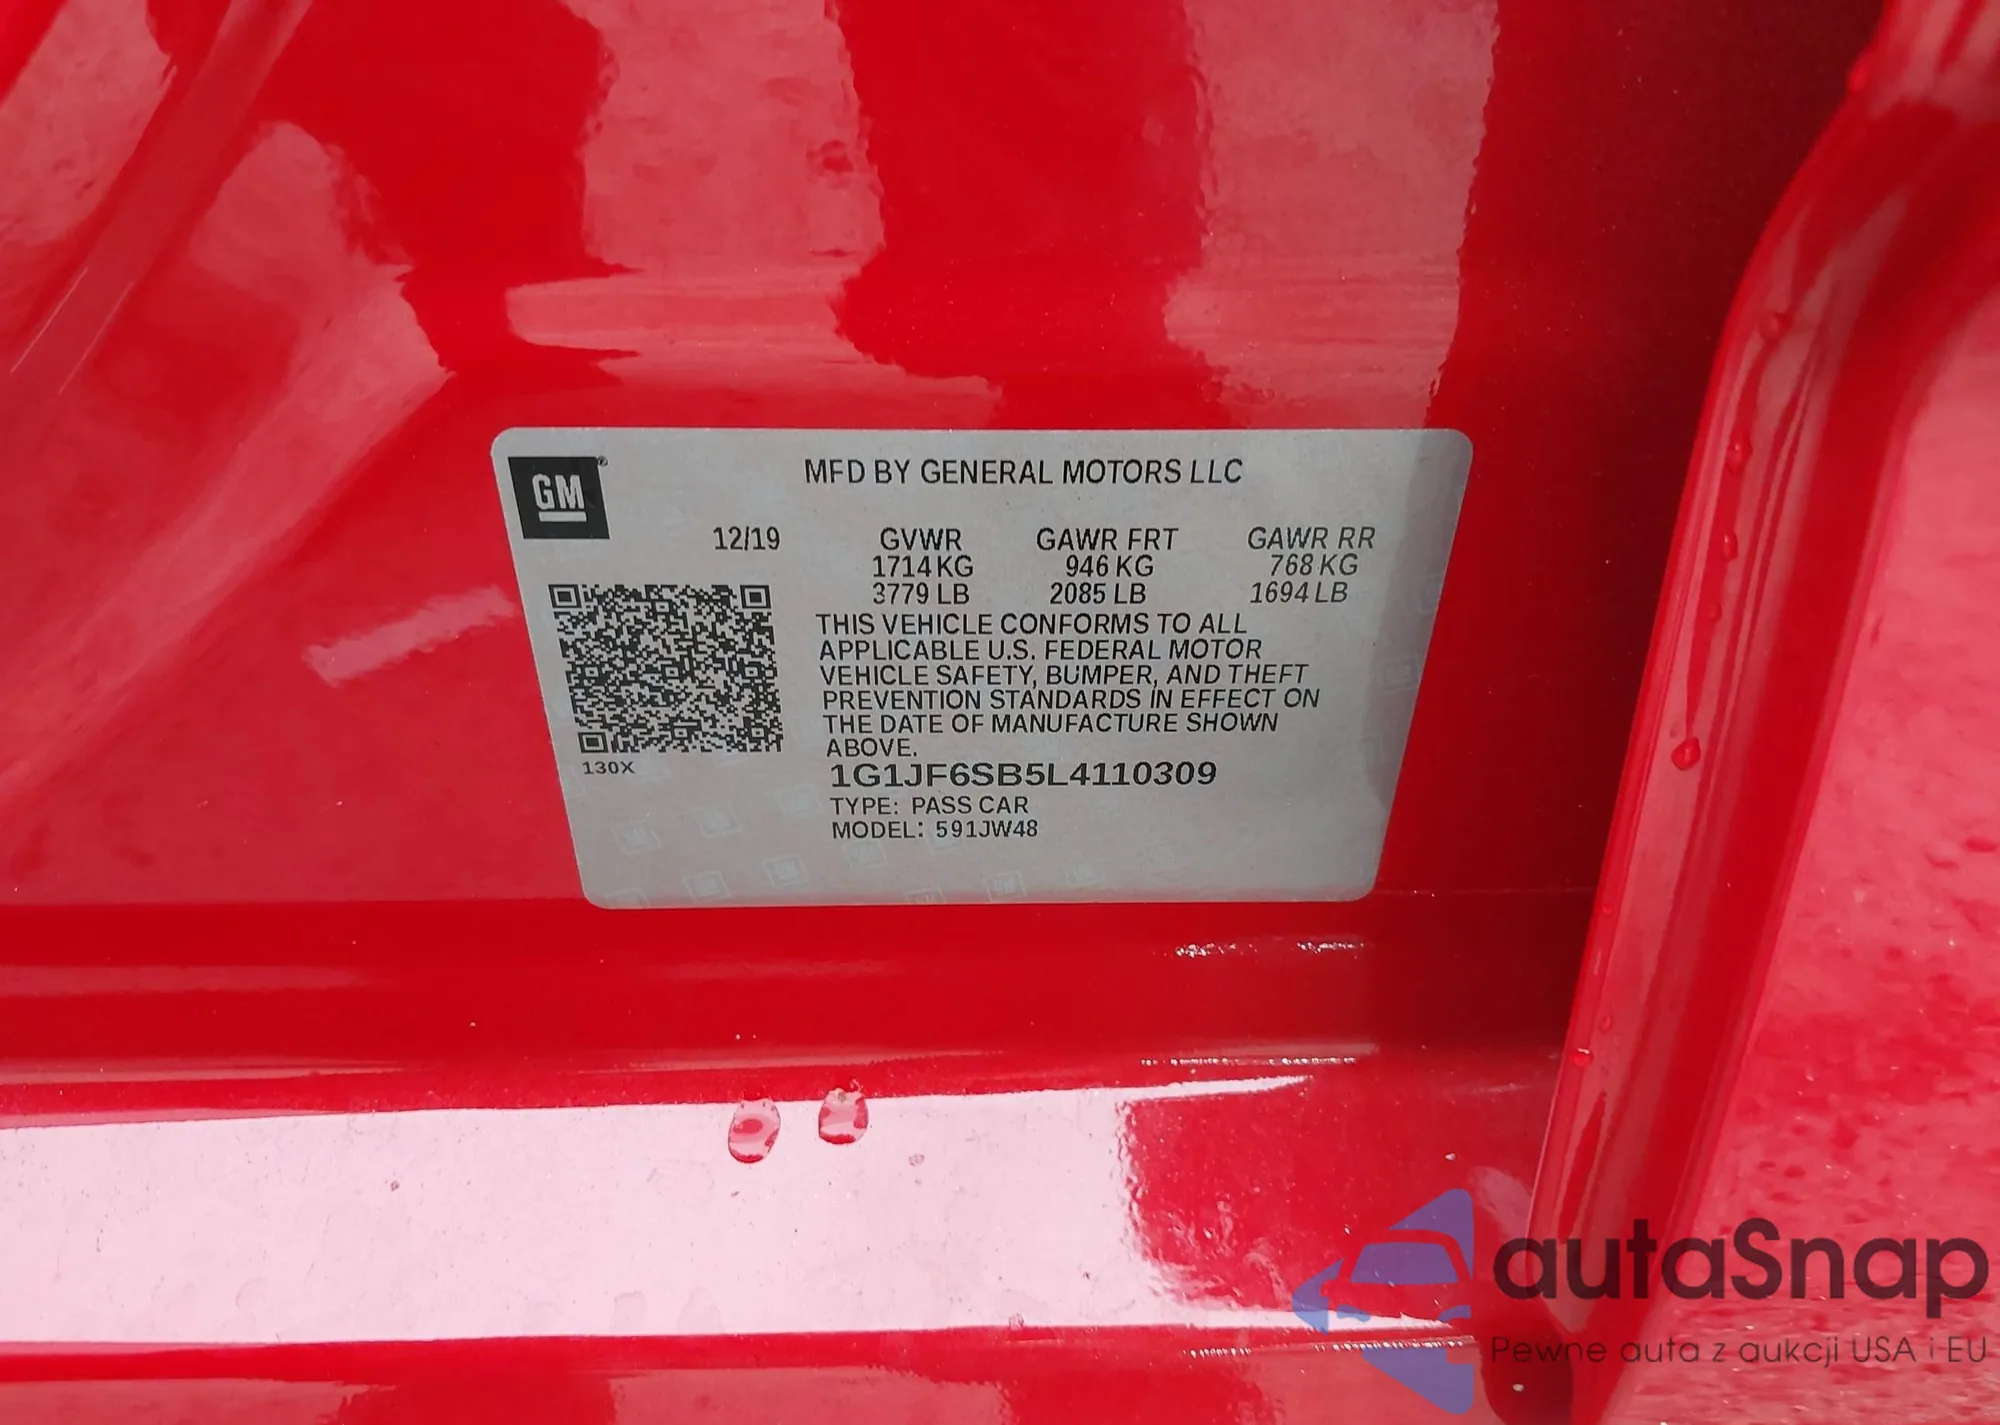 GM
MFD BY GENERAL MOTORS LLC
12/19 GVWR GAWR FRT GAWR RR
1714 KG 946 KG 768 KG
3779 LB 2085 LB 1694 LB
THIS VEHICLE CONFORMS TO ALL
APPLICABLE U.S. FEDERAL MOTOR
VEHICLE SAFETY, BUMPER, AND THEFT
PREVENTION STANDARDS IN EFFECT ON
THE DATE OF MANUFACTURE SHOWN
ABOVE.
130X
1G1JF6SB5L4110309
TYPE: PASS CAR
MODEL: 591JW48
autaSnap
Pewne auta z aukcji USA i EU